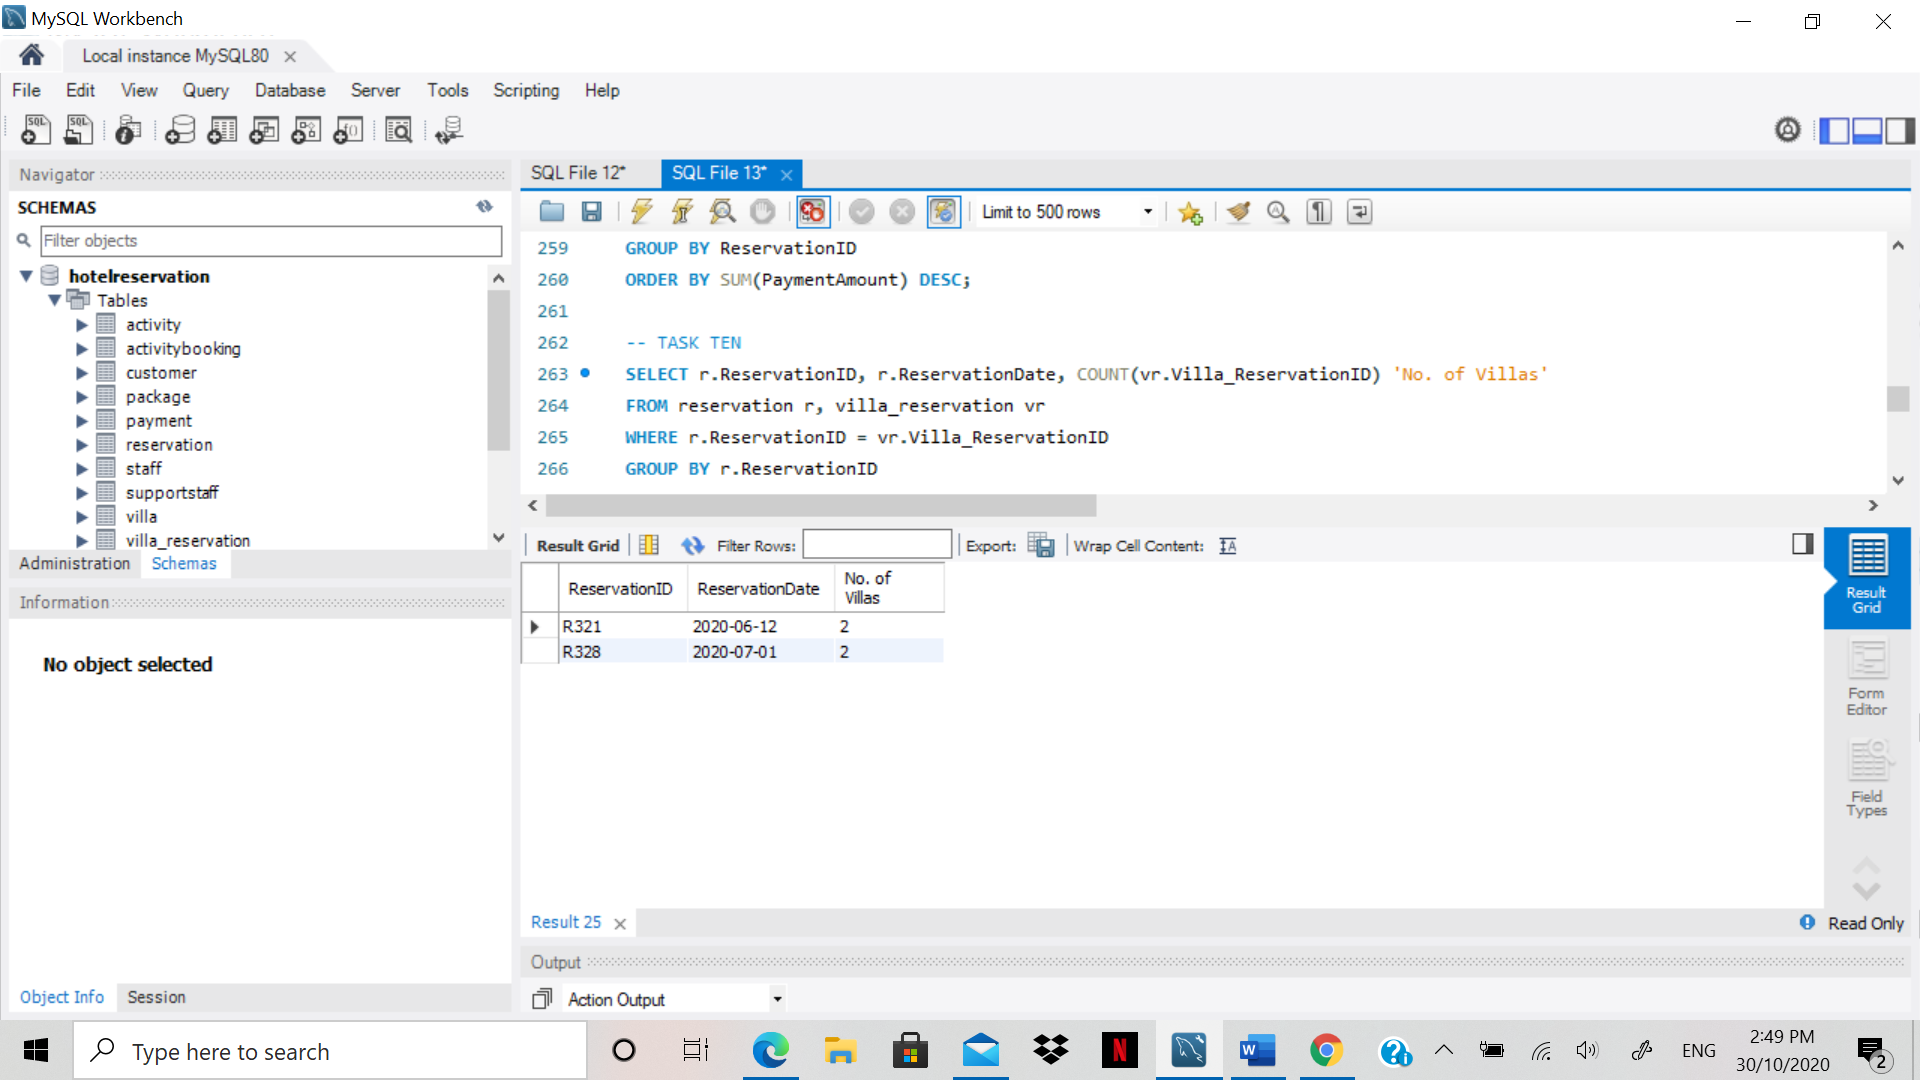 MySQL Workbench
Local instance MySQL80
File Edit View Query Database Server Tools Scripting Help
Navigator
SCHEMAS
Filter objects
hotelreservation
Tables
activity
activitybooking
customer
package
payment
reservation
staff
supportstaff
villa
villa_reservation
Administration Schemas
Information
No object selected
Object Info Session
SQL File 12* SQL File 13*
Limit to 500 rows
259 GROUP BY ReservationID
260 ORDER BY SUM(PaymentAmount) DESC;
261
262 -- TASK TEN
263 SELECT r.ReservationID, r.ReservationDate, COUNT(vr.Villa_ReservationID) 'No. of Villas'
264 FROM reservation r, villa_reservation vr
265 WHERE r.ReservationID = vr.Villa_ReservationID
266 GROUP BY r.ReservationID
Result Grid Filter Rows: Export: Wrap Cell Content:
ReservationID ReservationDate No. of Villas
R321 2020-06-12 2
R328 2020-07-01 2
Result Grid
Form Editor
Field Types
Result 25
Read Only
Output
Action Output
Type here to search
ENG
2:49 PM
30/10/2020
2